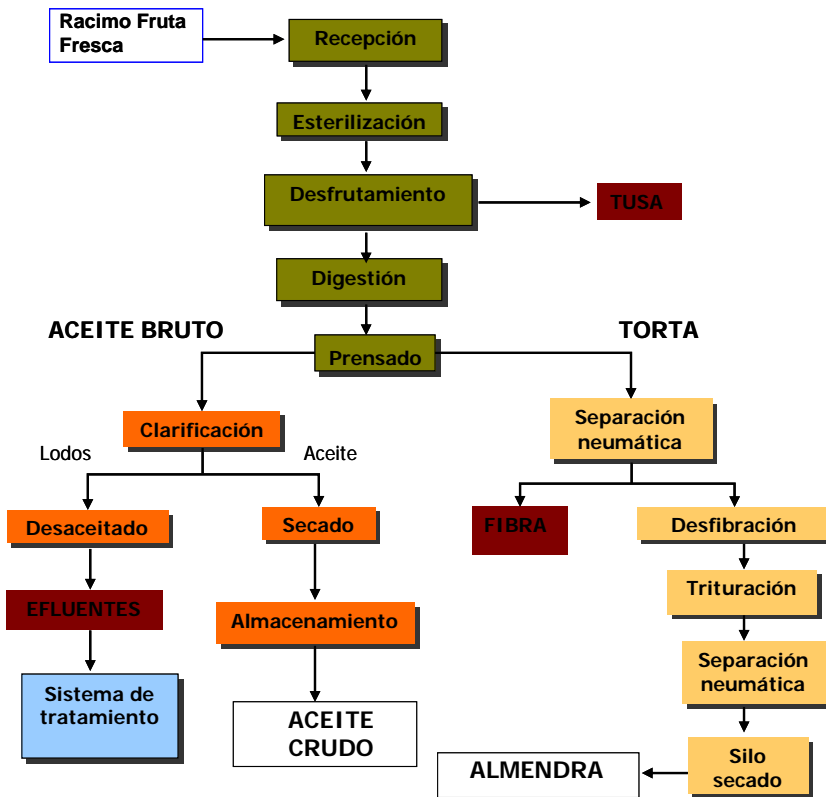 Racimo Fruta
Fresca
Recepción
Esterilización
Desfrutamiento
TUSA
Digestión
ACEITE BRUTO
TORTA
Prensado
Clarificación
Separación
neumática
Lodos
Aceite
Desaceitado
Secado
FIBRA
Desfibración
EFLUENTES
Almacenamiento
Trituración
Sistema de
tratamiento
Separación
neumática
ACEITE
CRUDO
Silo
secado
ALMENDRA